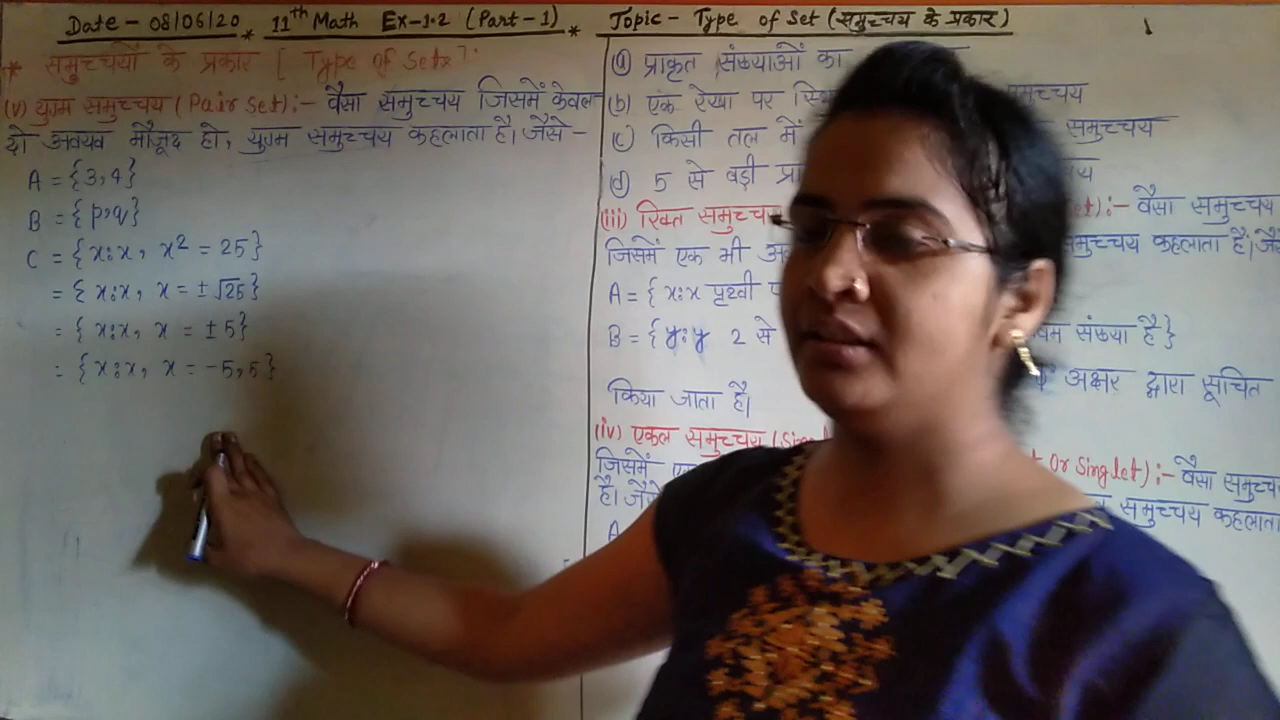 Date - 08/06/20 * 11th Math Ex-1.2 (Part-1) * Topic - Type of Set (समुच्चय के प्रकार) 1
* समुच्चयों के प्रकार [Type of Sets]:
(v) युग्म समुच्चय (Pair Set):- वैसा समुच्चय जिसमें केवल
दो अवयव मौजूद हो, युग्म समुच्चय कहलाता है। जैसे-
A = {3,4}
B = {p,q}
C = {x:x, x² = 25}
= {x:x, x = ±√25}
= {x:x, x = ±5}
= {x:x, x = -5,5}
(a) प्राकृत संख्याओं का
(b) एक रेखा पर
(c) किसी तल में समुच्चय
(d) 5 से बड़ी
(iii) रिक्त समुच्चय :- वैसा समुच्चय
जिसमें एक भी समुच्चय कहलाता है।
A = {x:x पृथ्वी
B = {y:y 2 से संख्या है}
अक्षर द्वारा सूचित
किया जाता है।
(iv) एकल समुच्चय Or Singlet):- वैसा समुच्चय
जिसमें समुच्चय कहलाता
है। जैसे
A